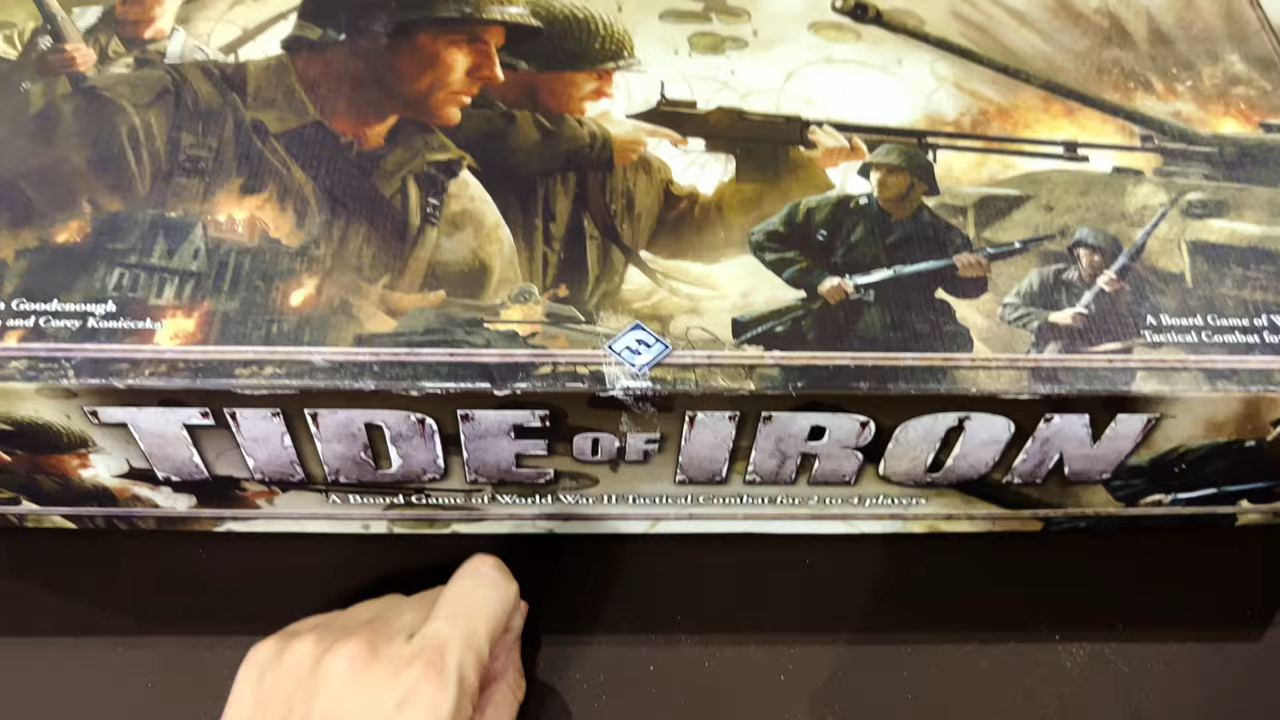 Goodenough
and Corey Konieczka
A Board Game of W
Tactical Combat fo
TIDE OF IRON
A Board Game of World War II Tactical Combat for 2 to 4 players